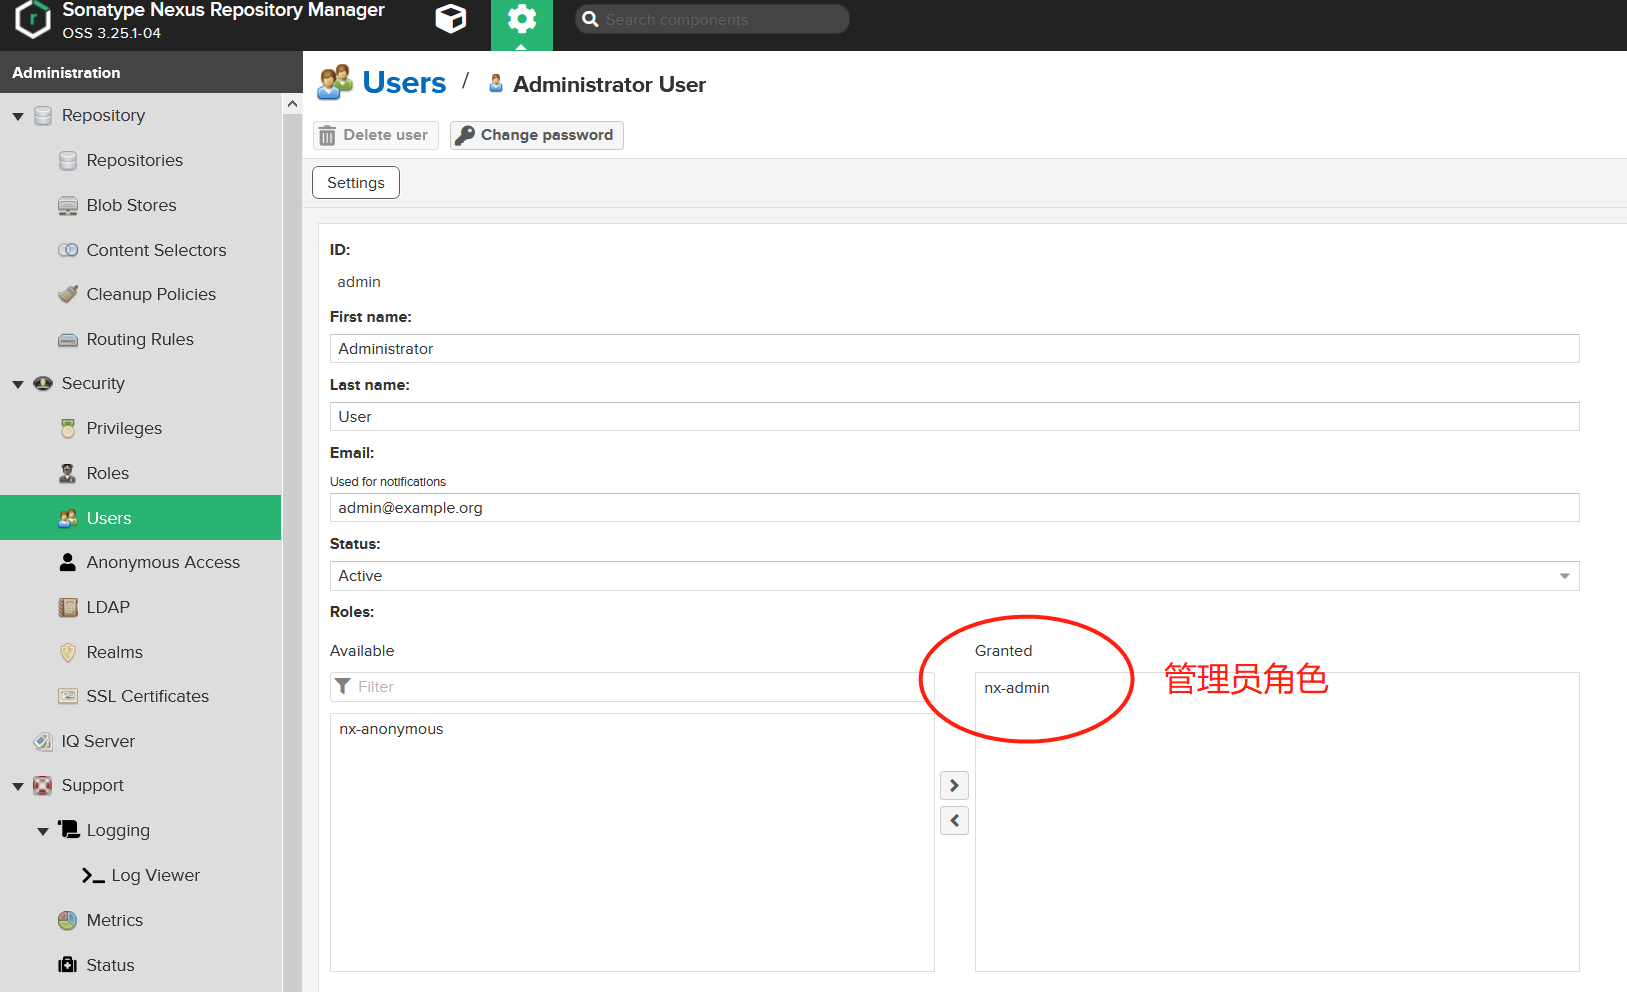 Sonatype Nexus Repository Manager
OSS 3.25.1-04
Search components
Administration
Repository
Repositories
Blob Stores
Content Selectors
Cleanup Policies
Routing Rules
Security
Privileges
Roles
Users
Anonymous Access
LDAP
Realms
SSL Certificates
IQ Server
Support
Logging
Log Viewer
Metrics
Status
Users / Administrator User
Delete user Change password
Settings
ID:
admin
First name:
Administrator
Last name:
User
Email:
Used for notifications
admin@example.org
Status:
Active
Roles:
Available
Filter
nx-anonymous
Granted
nx-admin
管理员角色